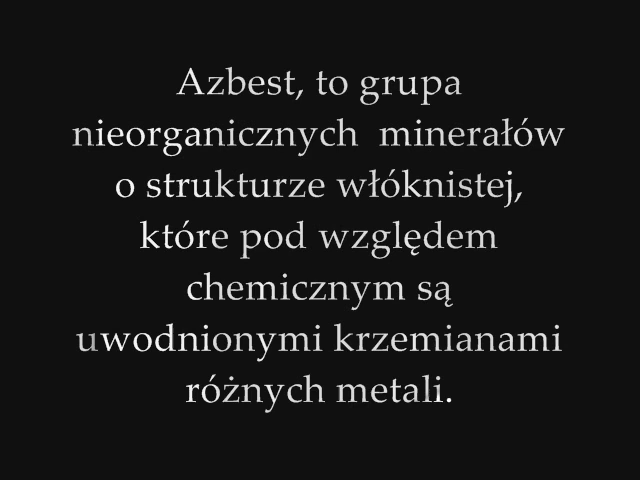 Azbest, to grupa
nieorganicznych minerałów
o strukturze włóknistej,
które pod względem
chemicznym są
uwodnionymi krzemianami
różnych metali.